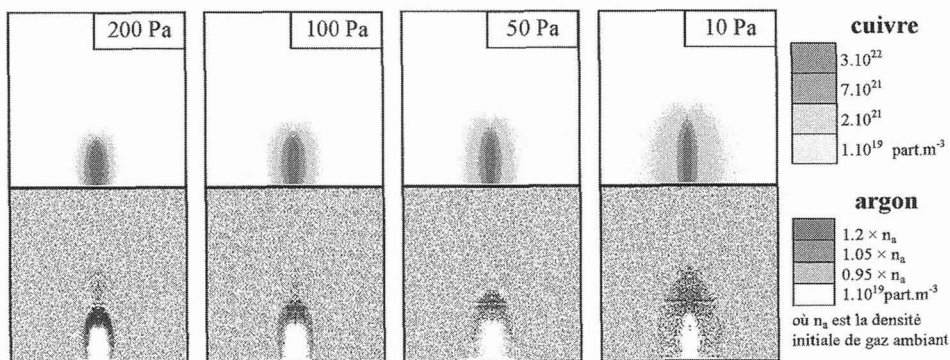 200 Pa
100 Pa
50 Pa
10 Pa
cuivre
3.10²²
7.10²¹
2.10²¹
1.10¹⁹ part.m⁻³
argon
1.2 × nₐ
1.05 × nₐ
0.95 × nₐ
1.10¹⁹part.m⁻³
où nₐ est la densité
initiale de gaz ambiant